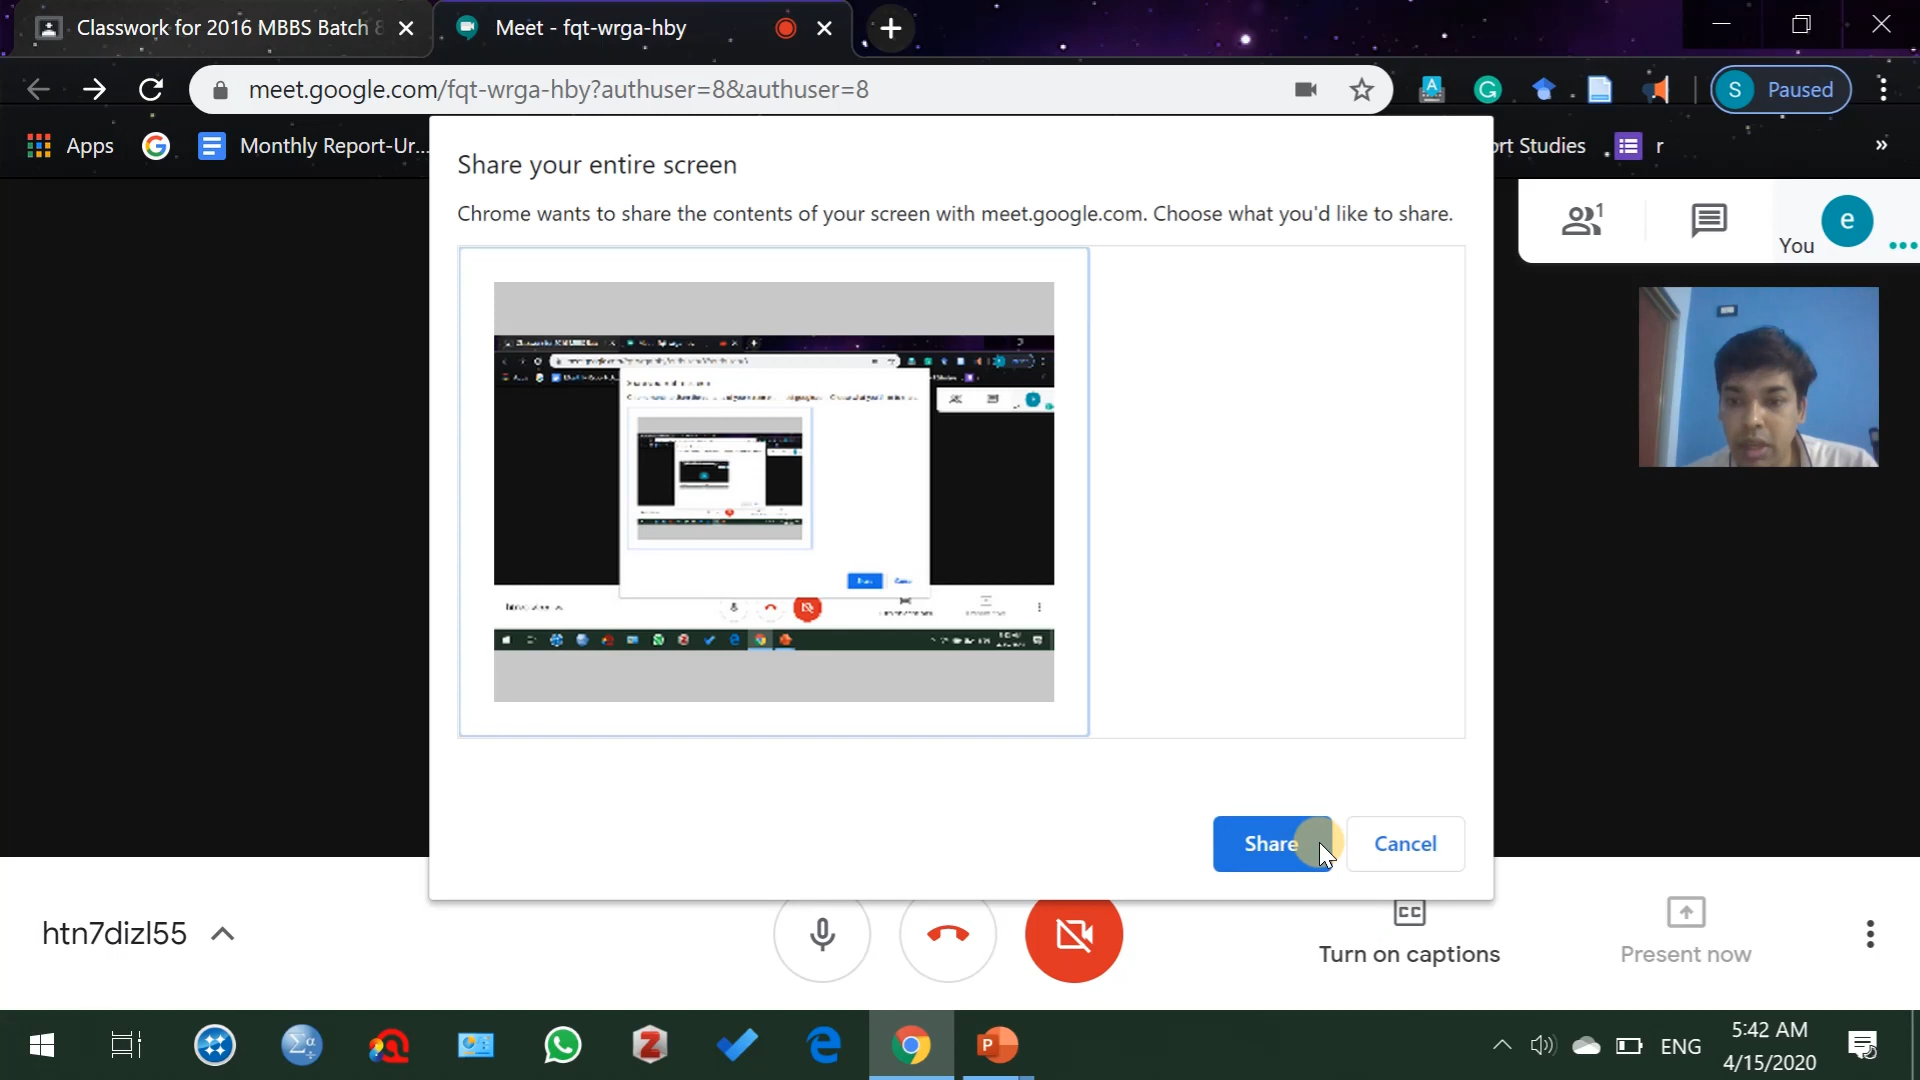 Classwork for 2016 MBBS Batch 8
Meet - fqt-wrga-hby
meet.google.com/fqt-wrga-hby?authuser=8&authuser=8
S Paused
Apps
Monthly Report-Ur...
ort Studies
r
Share your entire screen
Chrome wants to share the contents of your screen with meet.google.com. Choose what you'd like to share.
1
e
You
Share
Cancel
htn7dizl55
Turn on captions
Present now
ENG
5:42 AM
4/15/2020